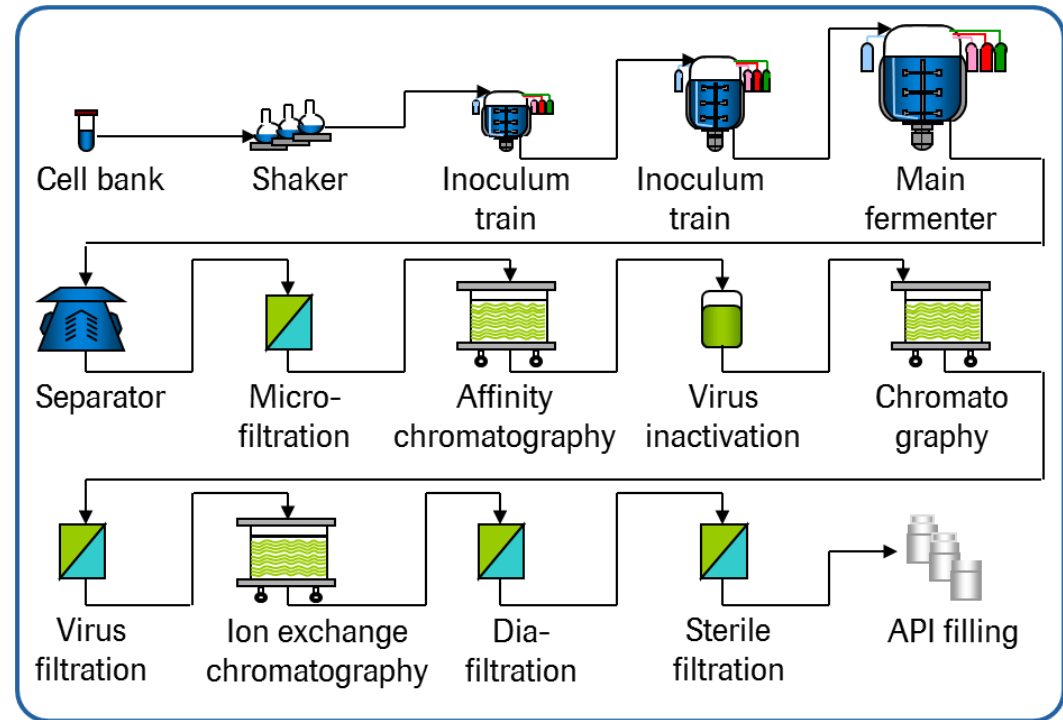 Cell bank
Shaker
Inoculum
train
Inoculum
train
Main
fermenter
Separator
Micro-
filtration
Affinity
chromatography
Virus
inactivation
Chromato
graphy
Virus
filtration
Ion exchange
chromatography
Dia-
filtration
Sterile
filtration
API filling